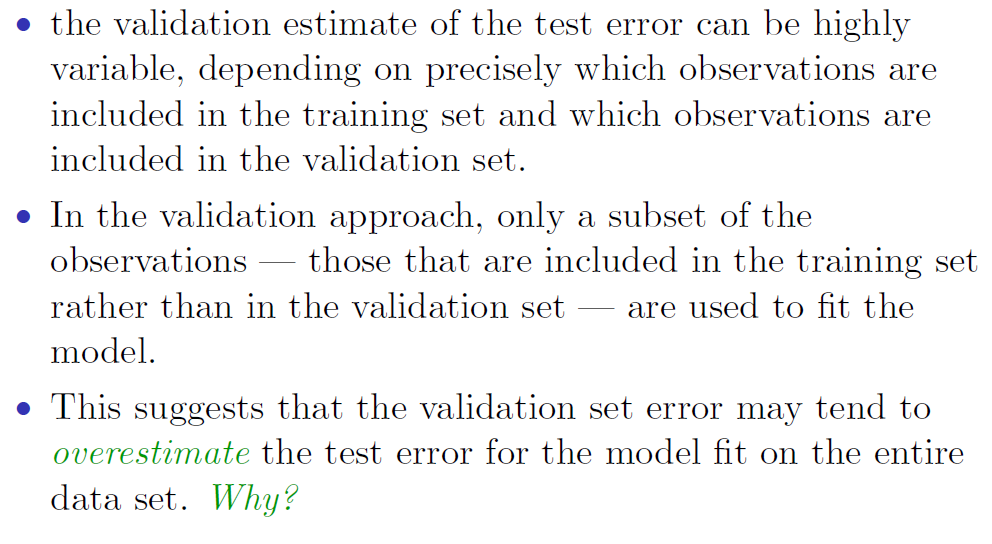 • the validation estimate of the test error can be highly
variable, depending on precisely which observations are
included in the training set and which observations are
included in the validation set.
• In the validation approach, only a subset of the
observations — those that are included in the training set
rather than in the validation set — are used to fit the
model.
• This suggests that the validation set error may tend to
overestimate the test error for the model fit on the entire
data set. Why?